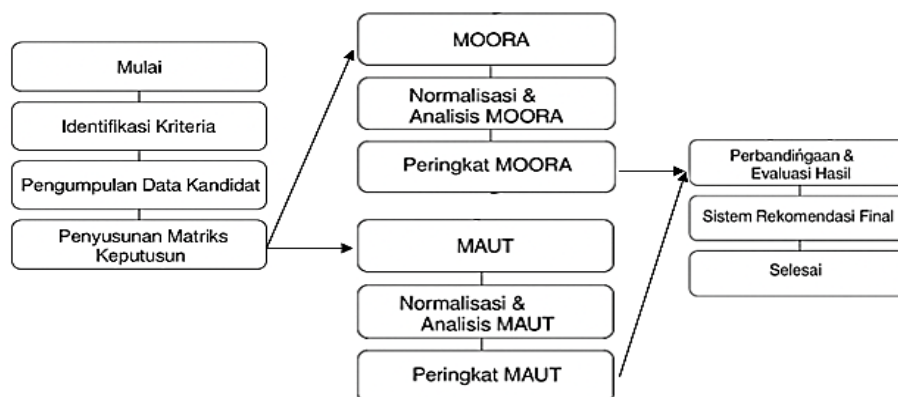 Mulai
Identifikasi Kriteria
Pengumpulan Data Kandidat
Penyusunan Matriks
Keputusun
MOORA
Normalisasi &
Analisis MOORA
Peringkat MOORA
MAUT
Normalisasi &
Analisis MAUT
Peringkat MAUT
Perbandińgaan &
Evaluasi Hasil
Sistem Rekomendasi Final
Selesai